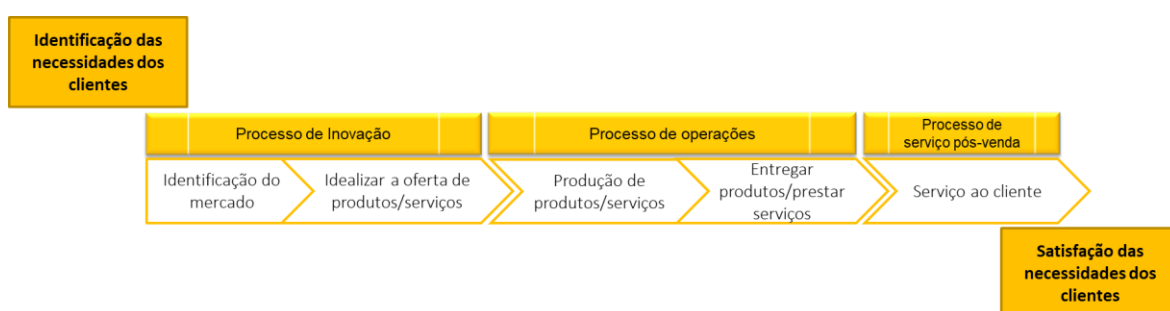 Identificação das
necessidades dos
clientes
Processo de Inovação
Processo de operações
Processo de
serviço pós-venda
Identificação do
mercado
Idealizar a oferta de
produtos/serviços
Produção de
produtos/serviços
Entregar
produtos/prestar
serviços
Serviço ao cliente
Satisfação das
necessidades dos
clientes